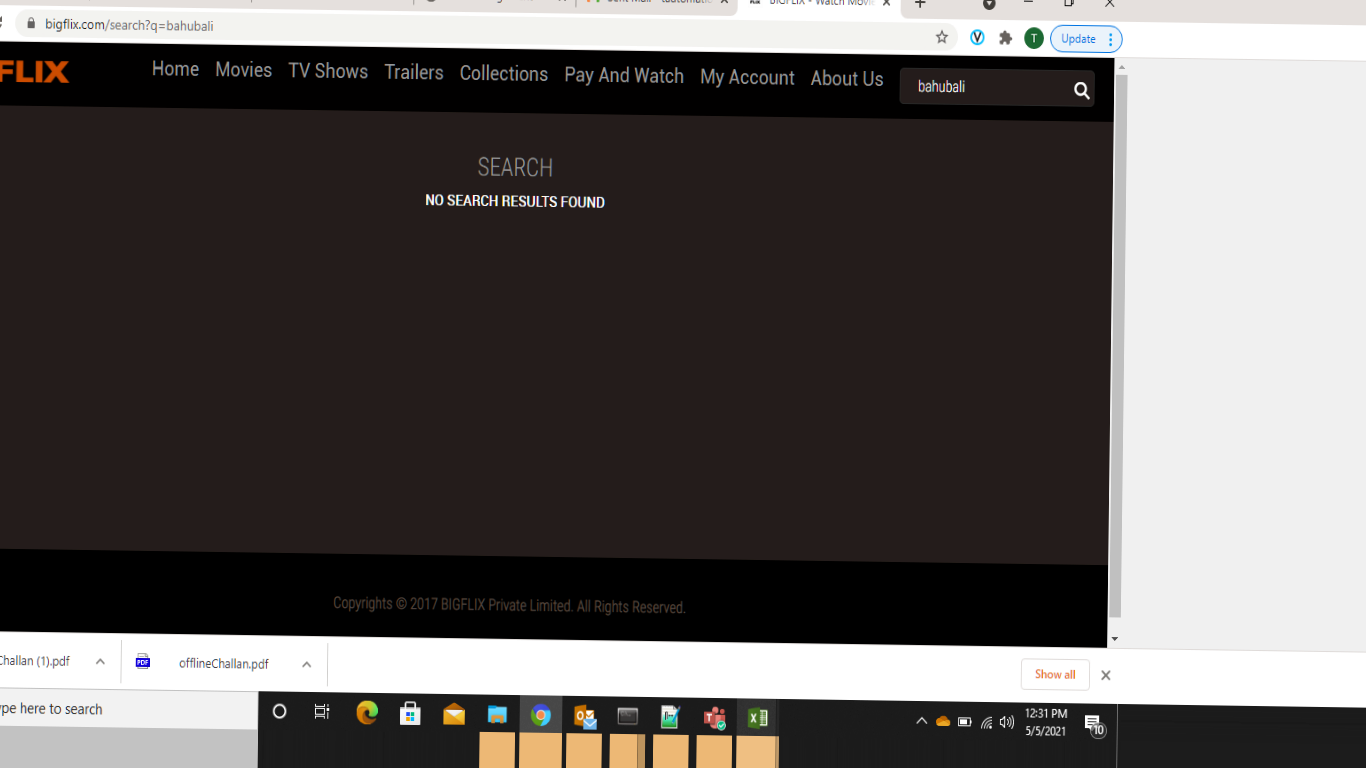 BIGFLIX - Watch Movie
bigflix.com/search?q=bahubali
Update
FLIX
Home
Movies
TV Shows
Trailers
Collections
Pay And Watch
My Account
About Us
bahubali
SEARCH
NO SEARCH RESULTS FOUND
Copyrights © 2017 BIGFLIX Private Limited. All Rights Reserved.
Challan (1).pdf
offlineChallan.pdf
Show all
ype here to search
12:31 PM
5/5/2021
10